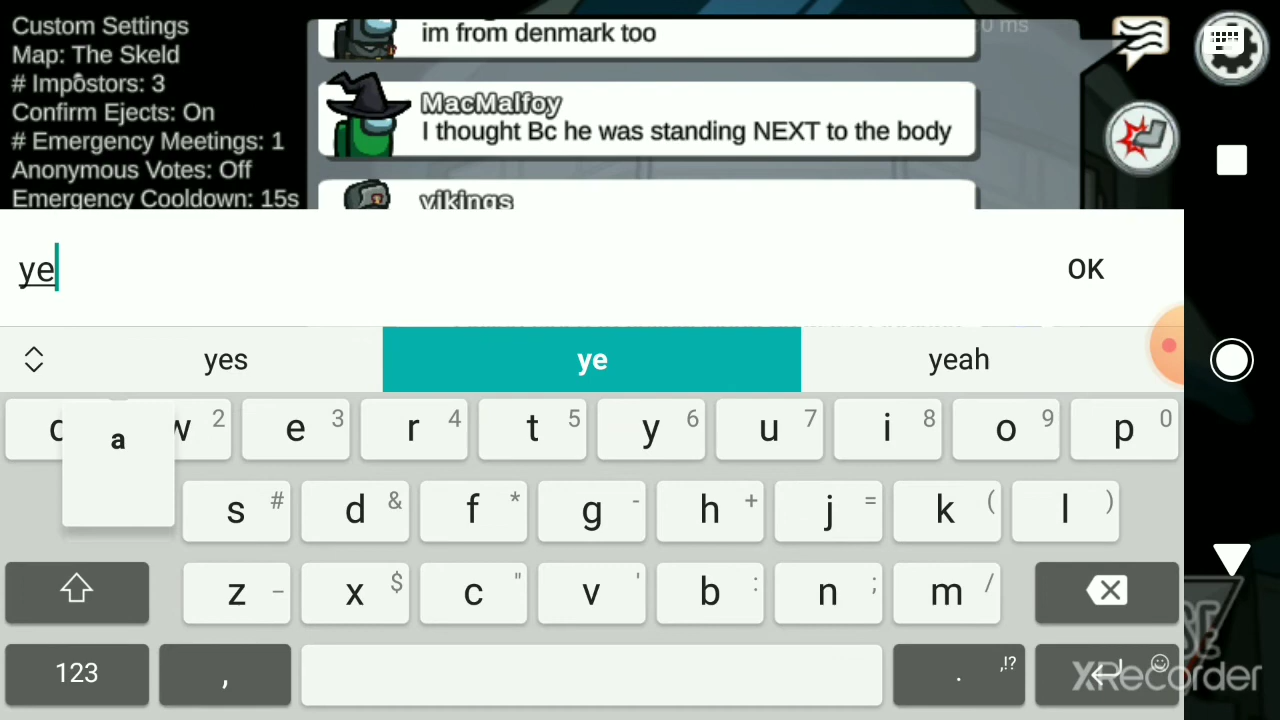 Custom Settings
Map: The Skeld
# Impostors: 3
Confirm Ejects: On
# Emergency Meetings: 1
Anonymous Votes: Off
Emergency Cooldown: 15s
0 ms
im from denmark too
MacMalfoy
I thought Bc he was standing NEXT to the body
vikings
ye
OK
yes ye yeah
w 2 e 3 r 4 t 5 y 6 u 7 i 8 o 9 p 0
a s # d & f * g - h + j = k ( l )
z – x $ c " v ' b : n ; m /
123 , . ,!?
XRecorder